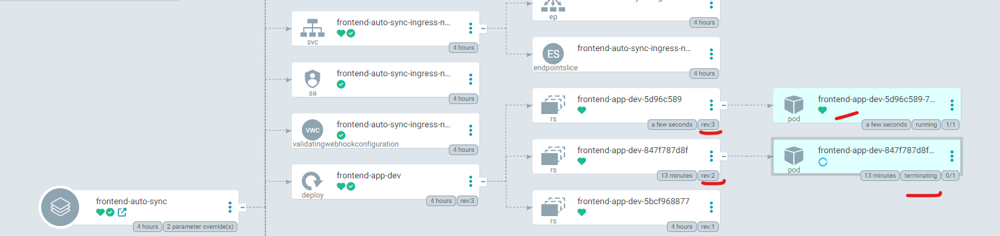 frontend-auto-sync-ingress-n...
svc
4 hours
ep
4 hours
ES
frontend-auto-sync-ingress-n...
endpointslice
4 hours
frontend-auto-sync-ingress-n...
sa
4 hours
frontend-app-dev-5d96c589
rs
a few seconds
rev:3
frontend-app-dev-5d96c589-7...
pod
a few seconds
running
1/1
VWC
frontend-auto-sync-ingress-n...
validatingwebhookconfiguration
4 hours
frontend-app-dev-847f787d8f
rs
13 minutes
rev:2
frontend-app-dev-847f787d8f...
pod
13 minutes
terminating
0/1
frontend-app-dev
deploy
4 hours
rev:3
frontend-auto-sync
4 hours
2 parameter override(s)
frontend-app-dev-5bcf968877
rs
4 hours
rev:1